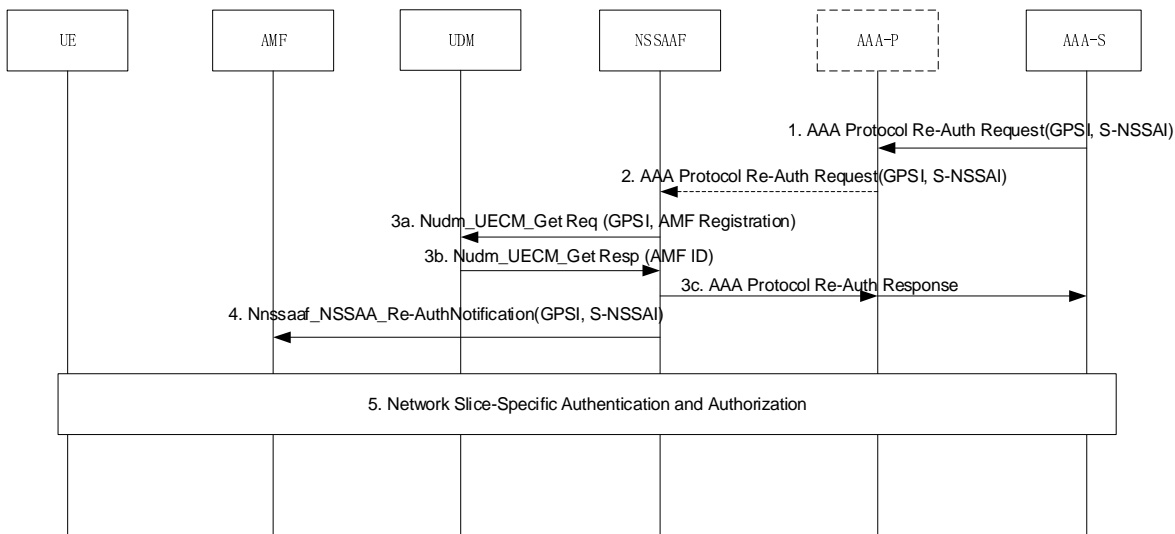 UE
AMF
UDM
NSSAAF
AAA-P
AAA-S
1. AAA Protocol Re-Auth Request(GPSI, S-NSSAI)
2. AAA Protocol Re-Auth Request(GPSI, S-NSSAI)
3a. Nudm_UECM_Get Req (GPSI, AMF Registration)
3b. Nudm_UECM_Get Resp (AMF ID)
3c. AAA Protocol Re-Auth Response
4. Nnssaaf_NSSAA_Re-AuthNotification(GPSI, S-NSSAI)
5. Network Slice-Specific Authentication and Authorization